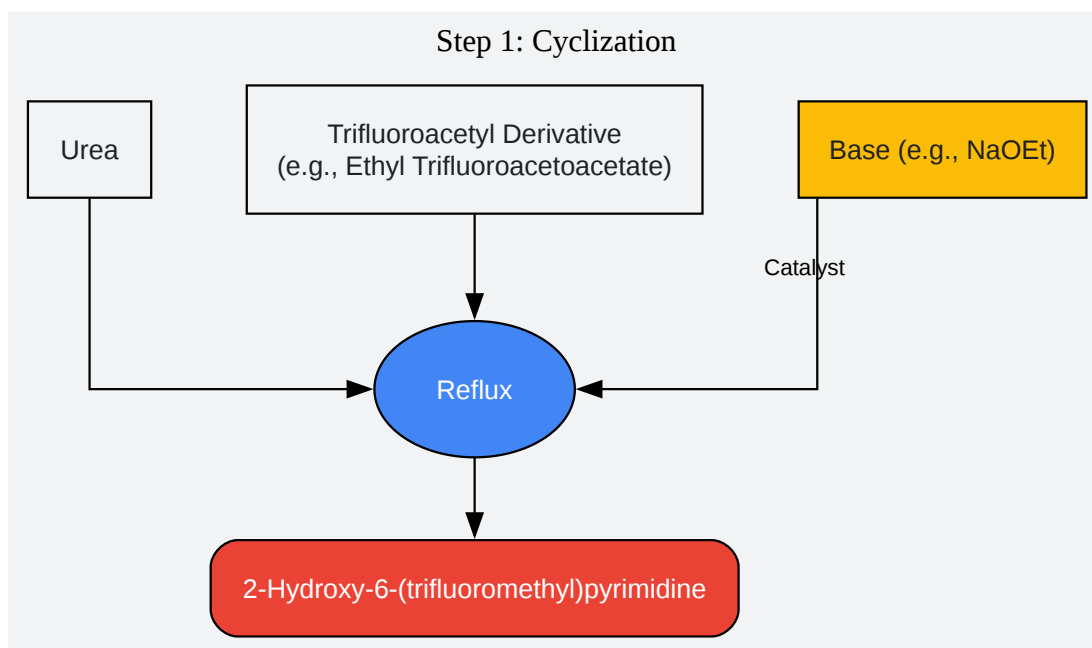 Step 1: Cyclization
Urea
Trifluoroacetyl Derivative
(e.g., Ethyl Trifluoroacetoacetate)
Base (e.g., NaOEt)
Catalyst
Reflux
2-Hydroxy-6-(trifluoromethyl)pyrimidine